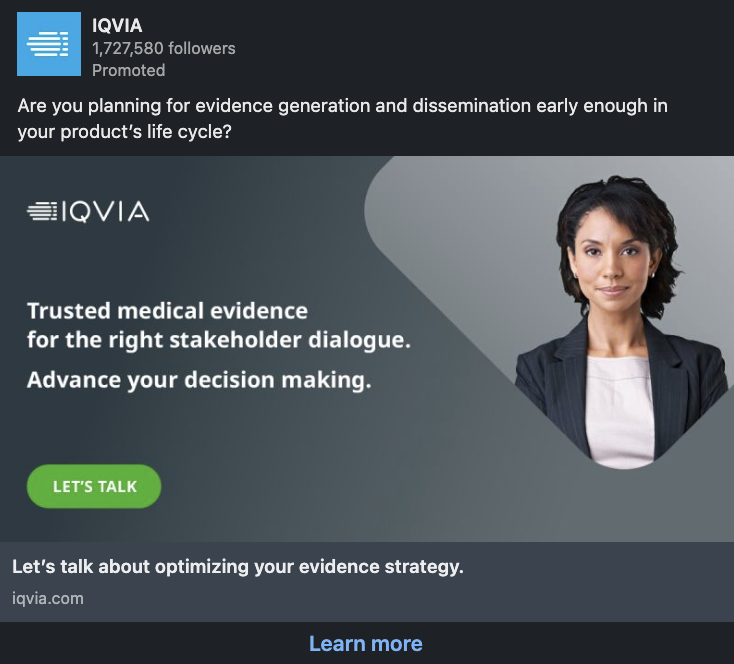 IQVIA
1,727,580 followers
Promoted
Are you planning for evidence generation and dissemination early enough in
your product's life cycle?
IQVIA
Trusted medical evidence
for the right stakeholder dialogue.
Advance your decision making.
LET'S TALK
Let's talk about optimizing your evidence strategy.
iqvia.com
Learn more